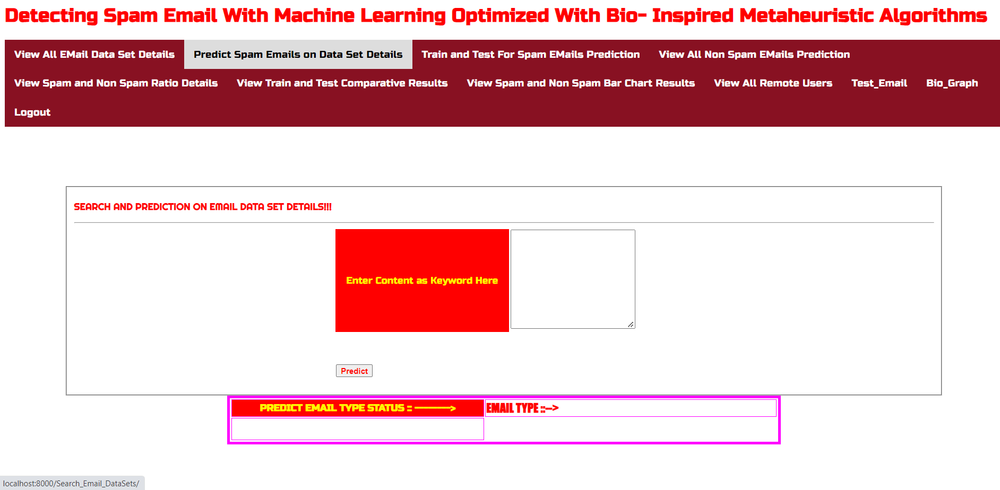 Detecting Spam Email With Machine Learning Optimized With Bio- Inspired Metaheuristic Algorithms
View All EMail Data Set Details Predict Spam Emails on Data Set Details Train and Test For Spam EMails Prediction View All Non Spam EMails Prediction
View Spam and Non Spam Ratio Details View Train and Test Comparative Results View Spam and Non Spam Bar Chart Results View All Remote Users Test_Email Bio_Graph
Logout
SEARCH AND PREDICTION ON EMAIL DATA SET DETAILS!!!
Enter Content as Keyword Here
Predict
PREDICT EMAIL TYPE STATUS :: ---------> EMAIL TYPE ::-->
localhost:8000/Search_Email_DataSets/